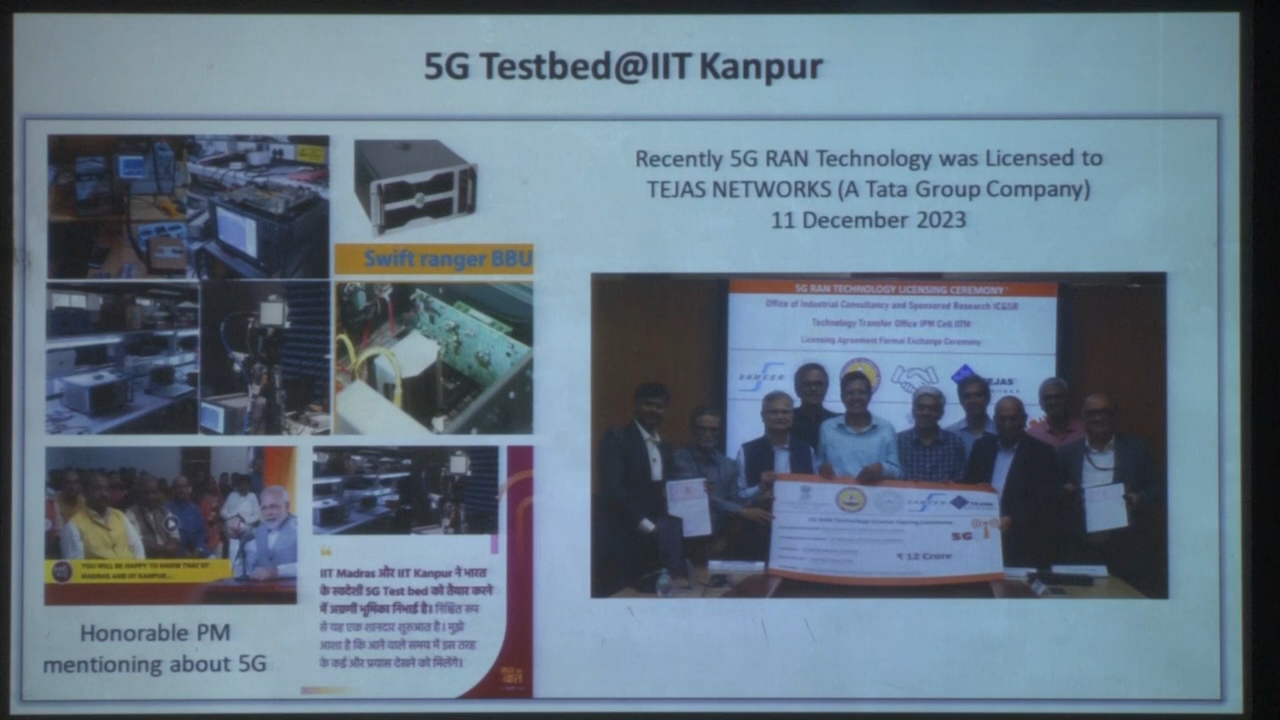 5G Testbed@IIT Kanpur
Recently 5G RAN Technology was Licensed to
TEJAS NETWORKS (A Tata Group Company)
11 December 2023
Swift ranger BBU
5G RAN TECHNOLOGY LICENSING CEREMONY
Office of Industrial Consultancy and Sponsored Research IC&SR
Technology Transfer Office IPM Cell IITM
Licensing Agreement Formal Exchange Ceremony
SANKHYA
TEJAS
5G
₹ 12 Crore
YOU WILL BE HAPPY TO KNOW THAT IIT
MADRAS AND IIT KANPUR...
Honorable PM
mentioning about 5G
IIT Madras और IIT Kanpur ने भारत
के स्वदेशी 5G Test bed को तैयार करने
में अग्रणी भूमिका निभाई है। निश्चित रूप
से यह एक शानदार शुरुआत है। मुझे
आशा है कि आने वाले समय में इस तरह
के कई और प्रयास देखने को मिलेंगे।
मन की बात